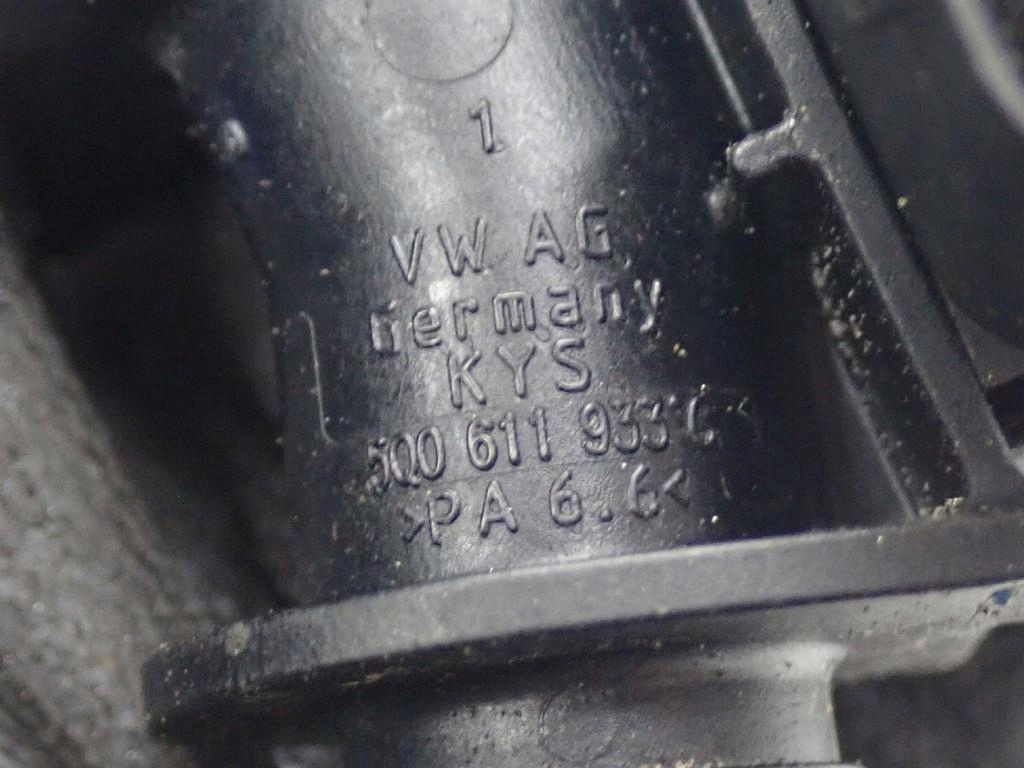 1
VW AG
Germany
KYS
5Q0 611 933 C
>PA 6.6<